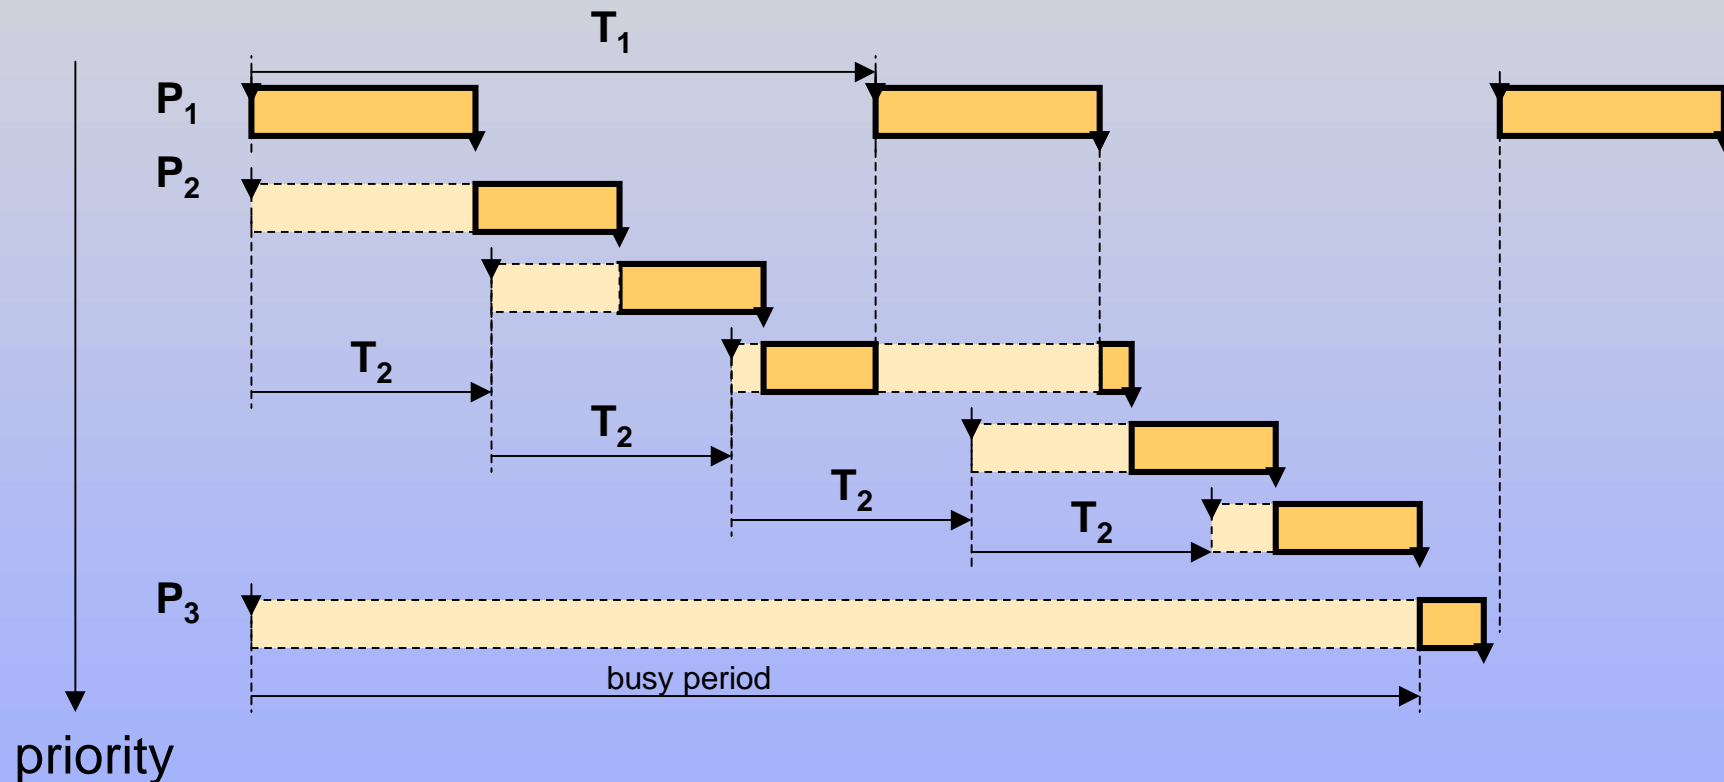 T₁
P₁
P₂
T₂
T₂
T₂
T₂
P₃
busy period
priority